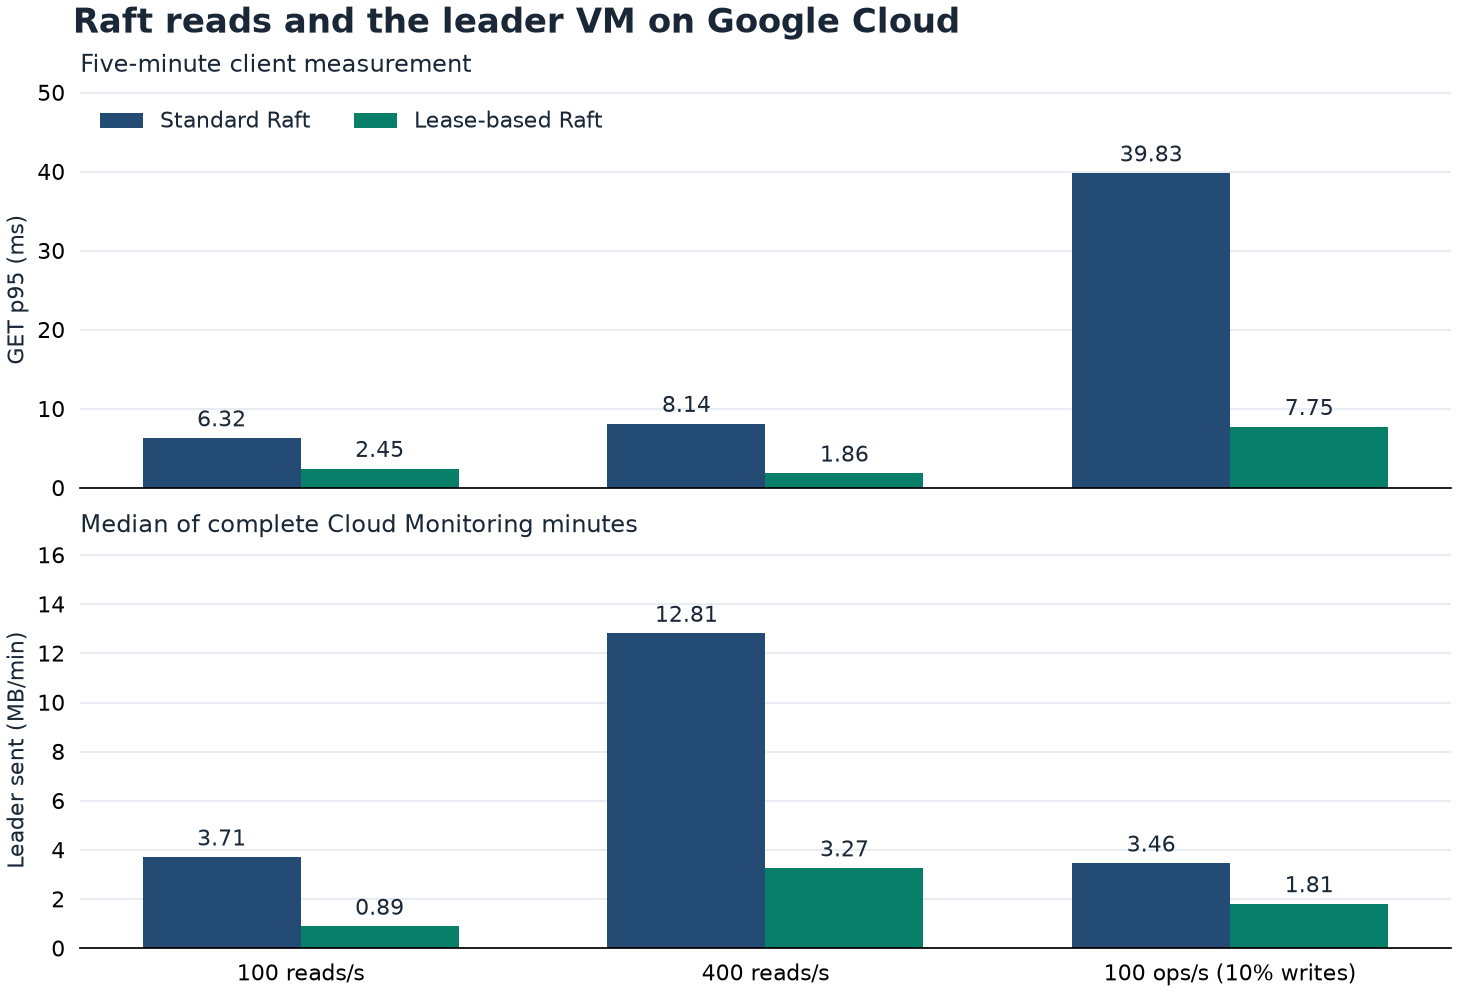 Raft reads and the leader VM on Google Cloud
Five-minute client measurement
50
Standard Raft
Lease-based Raft
39.83
40
GET p95 (ms)
30
20
10
6.32
2.45
8.14
1.86
7.75
0
Median of complete Cloud Monitoring minutes
16
14
12.81
12
Leader sent (MB/min)
10
8
6
3.71
0.89
3.27
3.46
1.81
4
2
0
100 reads/s
400 reads/s
100 ops/s (10% writes)